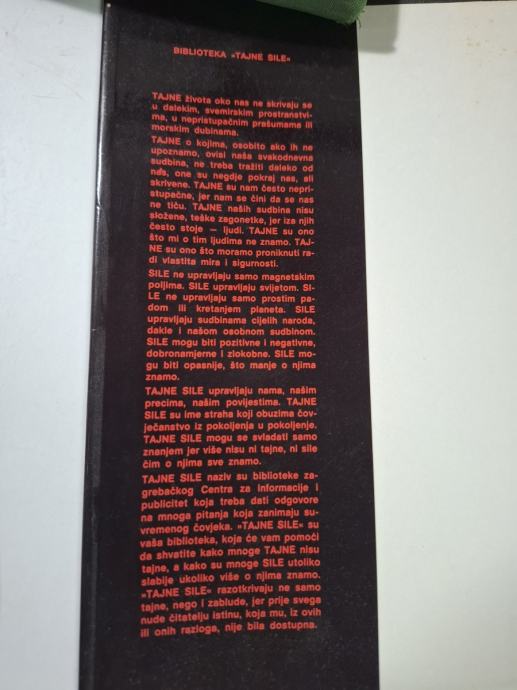 BIBLIOTEKA »TAJNE SILE«
TAJNE života oko nas ne skrivaju se
u dalekim, svemirskim prostranstvi-
ma, u nepristupačnim prašumama ili
morskim dubinama.
TAJNE o kojima, osobito ako ih ne
upoznamo, ovisi naša svakodnevna
sudbina, ne treba tražiti daleko od
nas, one su negdje pokraj nas, ali
skrivene. TAJNE su nam često nepri-
stupačne, jer nam se čini da se nas
ne tiču. TAJNE naših sudbina nisu
složene, teške zagonetke, jer iza njih
često stoje — ljudi. TAJNE su ono
što mi o tim ljudima ne znamo. TAJ-
NE su ono što moramo proniknuti ra-
di vlastita mira i sigurnosti.
SILE ne upravljaju samo magnetskim
poljima. SILE upravljaju svijetom. SI-
LE ne upravljaju samo prostim pa-
dom ili kretanjem planeta. SILE
upravljaju sudbinama cijelih naroda,
dakle i našom osobnom sudbinom.
SILE mogu biti pozitivne i negativne,
dobronamjerne i zlokobne. SILE mo-
gu biti opasnije, što manje o njima
znamo.
TAJNE SILE upravljaju nama, našim
precima, našim povijestima. TAJNE
SILE su ime straha koji obuzima čov-
ječanstvo iz pokoljenja u pokoljenje.
TAJNE SILE mogu se svladati samo
znanjem jer više nisu ni tajne, ni sile
čim o njima sve znamo.
TAJNE SILE naziv su biblioteke za-
grebačkog Centra za informacije i
publicitet koja treba dati odgovore
na mnoga pitanja koja zanimaju su-
vremenog čovjeka. »TAJNE SILE« su
vaša biblioteka, koja će vam pomoći
da shvatite kako mnoge TAJNE nisu
tajne, a kako su mnoge SILE utoliko
slabije ukoliko više o njima znamo.
»TAJNE SILE« razotkrivaju ne samo
tajne, nego i zablude, jer prije svega
nude čitatelju istinu, koja mu, iz ovih
ili onih razloga, nije bila dostupna.